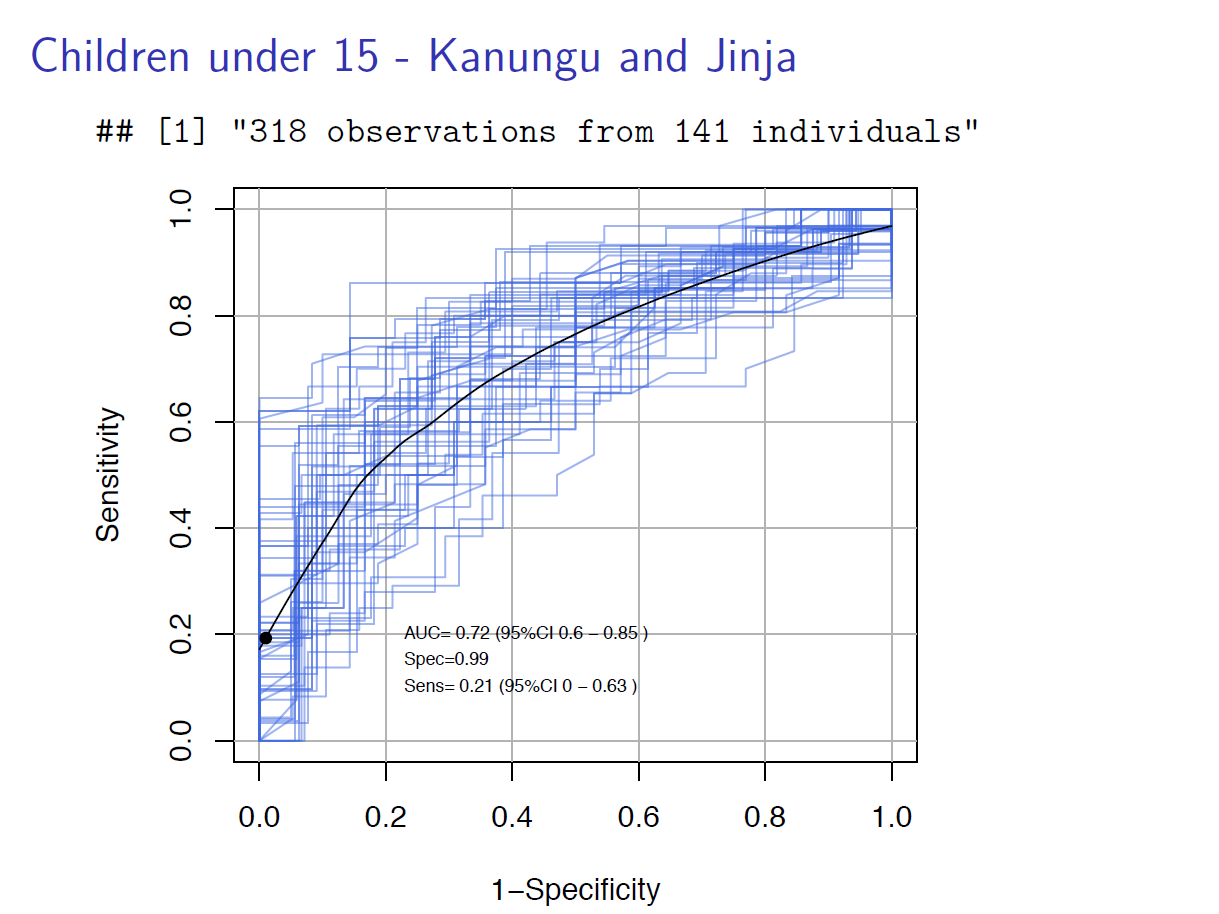 Children under 15 - Kanungu and Jinja
## [1] "318 observations from 141 individuals"
1.0
0.8
0.6
0.4
0.2
0.0
Sensitivity
AUC= 0.72 (95%CI 0.6 − 0.85 )
Spec=0.99
Sens= 0.21 (95%CI 0 − 0.63 )
0.0 0.2 0.4 0.6 0.8 1.0
1−Specificity